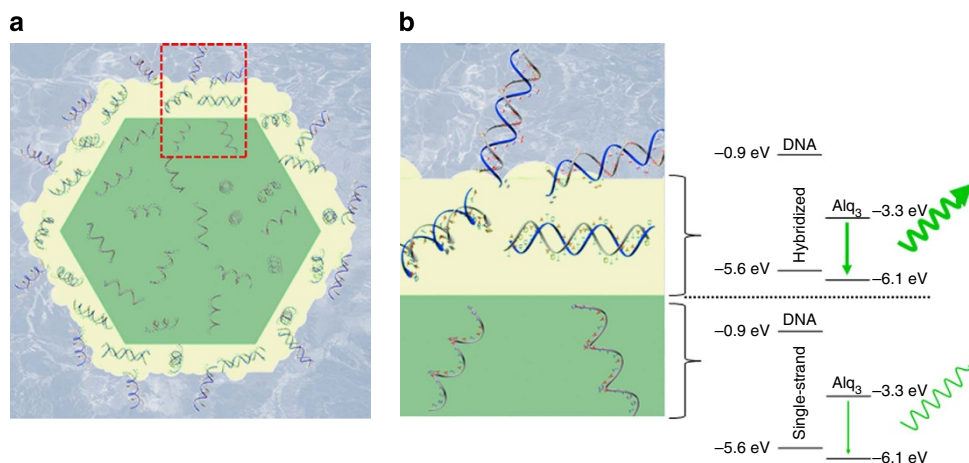 a
b
–0.9 eV DNA
Hybridized
Alq3 –3.3 eV
–5.6 eV
–6.1 eV
–0.9 eV DNA
Single-strand
Alq3 –3.3 eV
–5.6 eV
–6.1 eV